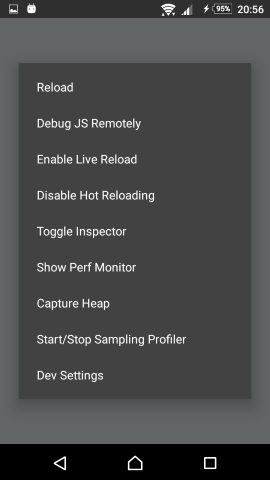 95%
20:56
Reload
Debug JS Remotely
Enable Live Reload
Disable Hot Reloading
Toggle Inspector
Show Perf Monitor
Capture Heap
Start/Stop Sampling Profiler
Dev Settings